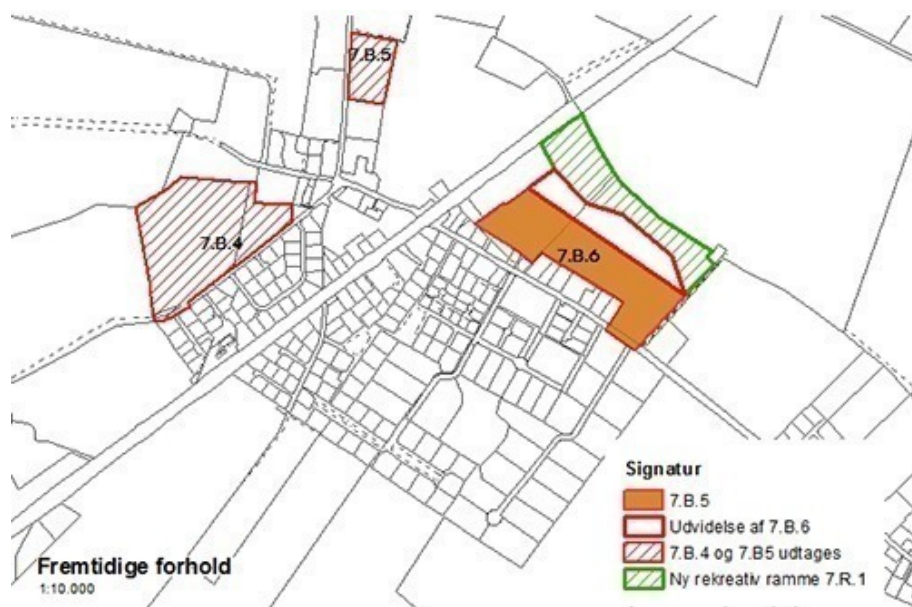 7.B.5
7.B.4
7.B.6
Signatur
7.B.5
Udvidelse af 7.B.6
7.B.4 og 7.B5 udtages
Ny rekreativ ramme 7.R.1
Fremtidige forhold
1:10.000